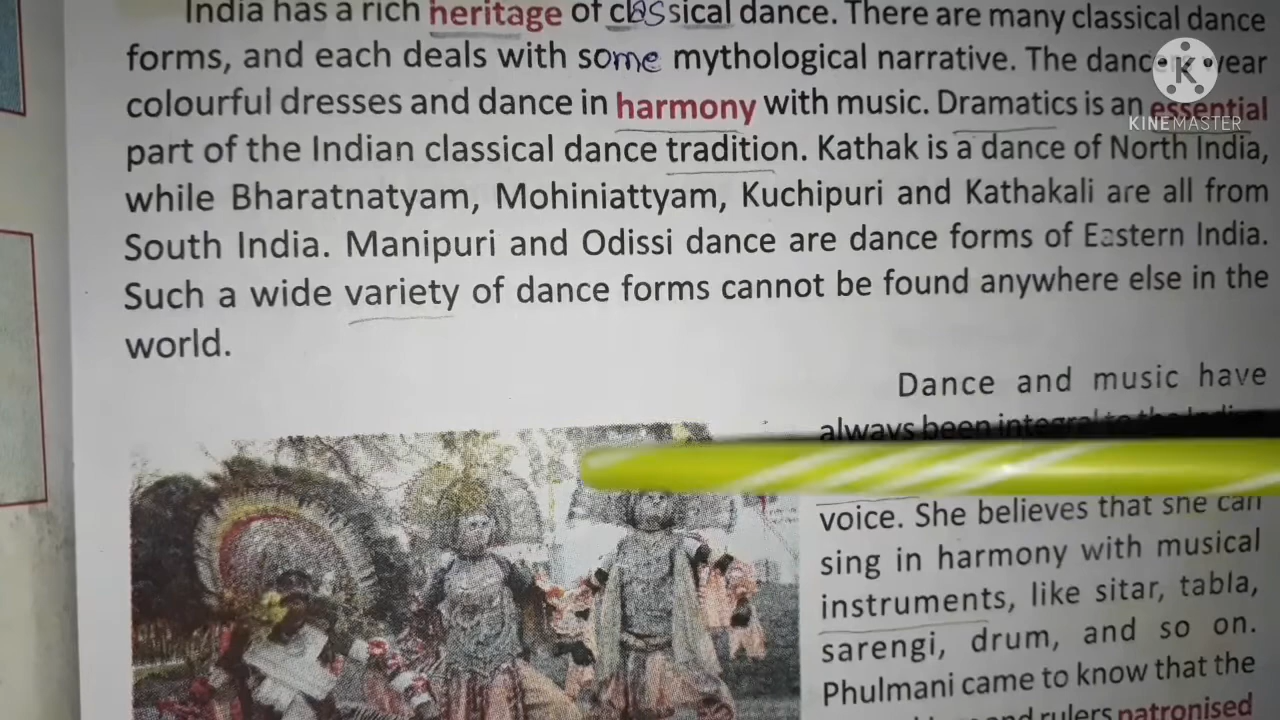 India has a rich heritage of classical dance. There are many classical dance
forms, and each deals with some mythological narrative. The dancers wear
colourful dresses and dance in harmony with music. Dramatics is an essential
part of the Indian classical dance tradition. Kathak is a dance of North India,
while Bharatnatyam, Mohiniattyam, Kuchipuri and Kathakali are all from
South India. Manipuri and Odissi dance are dance forms of Eastern India.
Such a wide variety of dance forms cannot be found anywhere else in the
world.
Dance and music have
always been integral to the
voice. She believes that she can
sing in harmony with musical
instruments, like sitar, tabla,
sarengi, drum, and so on.
Phulmani came to know that the
and rulers patronised
K
KINEMASTER